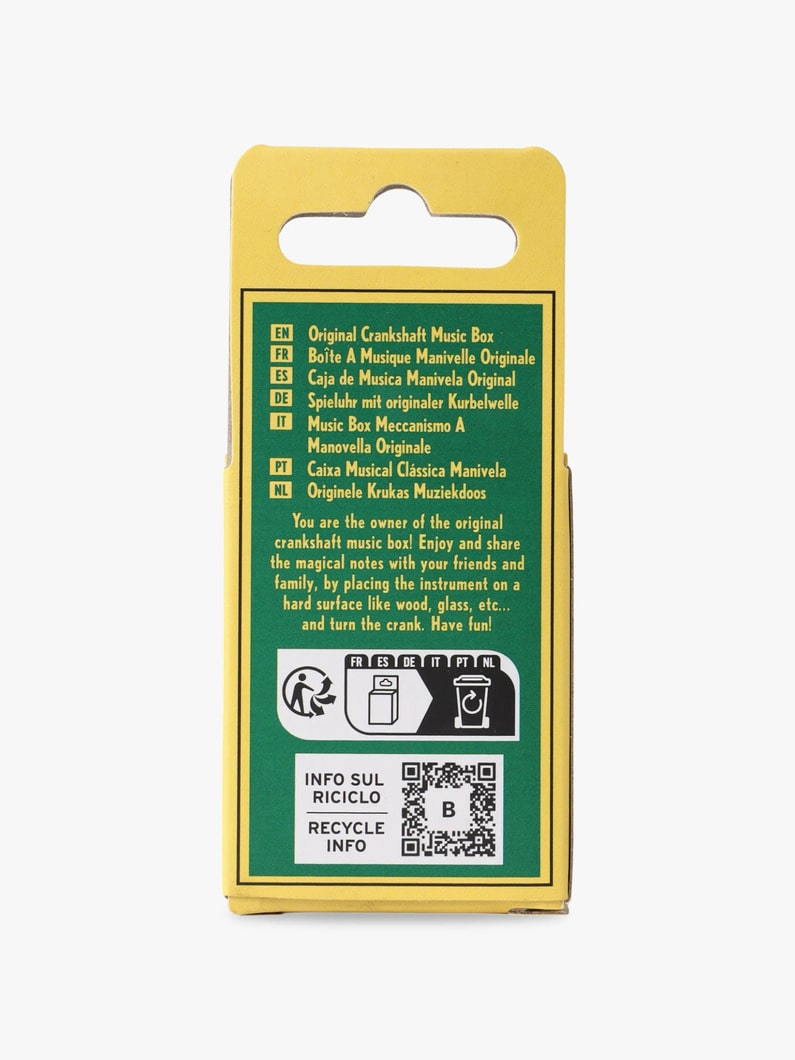 EN Original Crankshaft Music Box
FR Boîte A Musique Manivelle Originale
ES Caja de Musica Manivela Original
DE Spieluhr mit originaler Kurbelwelle
IT Music Box Meccanismo A
Manovella Originale
PT Caixa Musical Clássica Manivela
NL Originele Krukas Muziekdoos
You are the owner of the original
crankshaft music box! Enjoy and share
the magical notes with your friends and
family, by placing the instrument on a
hard surface like wood, glass, etc...
and turn the crank. Have fun!
FR ES DE IT PT NL
INFO SUL
RICICLO
RECYCLE
INFO
B